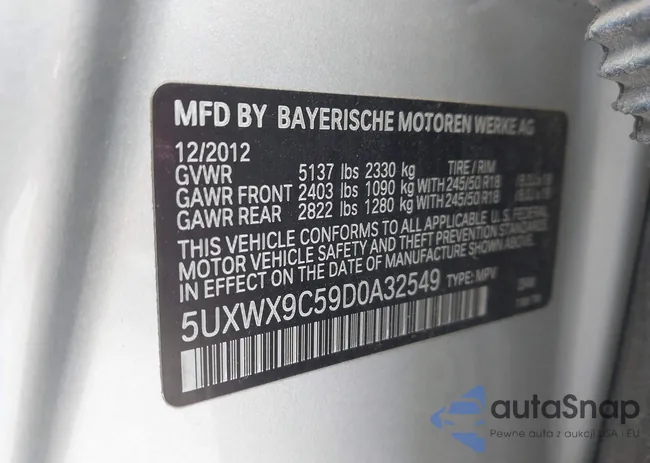 MFD BY BAYERISCHE MOTOREN WERKE AG
12/2012
GVWR 5137 lbs 2330 kg TIRE / RIM
GAWR FRONT 2403 lbs 1090 kg WITH 245/50 R18
GAWR REAR 2822 lbs 1280 kg WITH 245/50 R18
THIS VEHICLE CONFORMS TO ALL APPLICABLE U.S. FEDERAL
MOTOR VEHICLE SAFETY AND THEFT PREVENTION STANDARDS
IN EFFECT ON THE DATE OF MANUFACTURE SHOWN ABOVE.
5UXWX9C59D0A32549 TYPE: MPV
autaSnap
Pewne auta z aukcji USA - EU